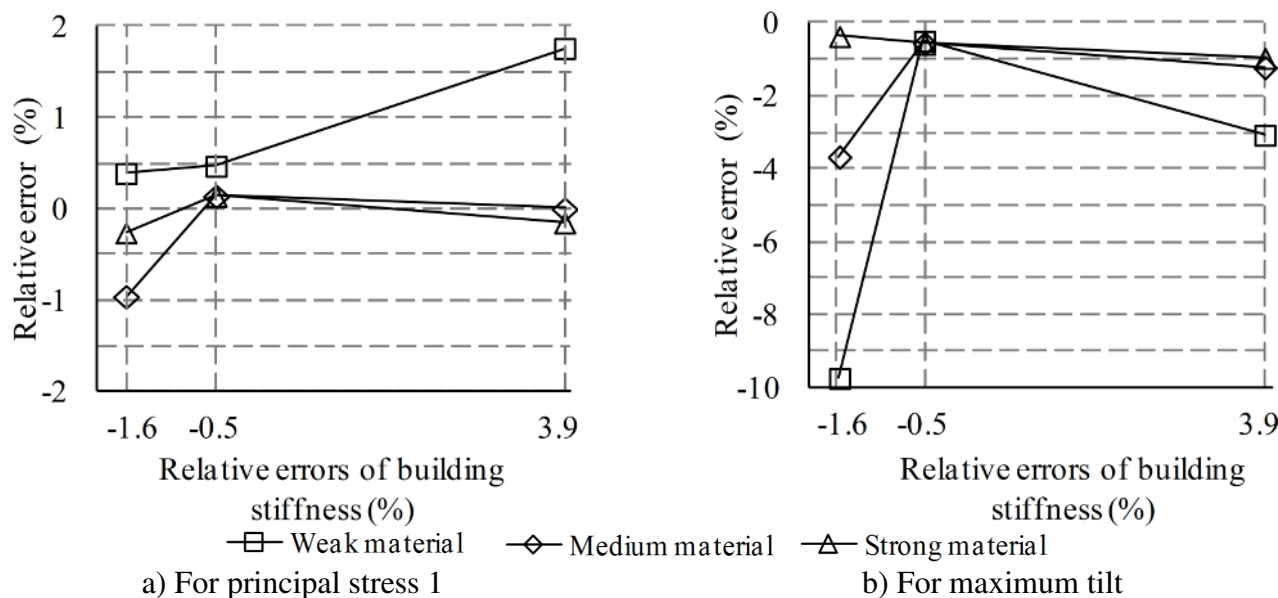 2
1
0
-1
-2
Relative error (%)
-1.6 -0.5 3.9
Relative errors of building
stiffness (%)
0
-2
-4
-6
-8
-10
Relative error (%)
-1.6 -0.5 3.9
Relative errors of building
stiffness (%)
Weak material Medium material Strong material
a) For principal stress 1 b) For maximum tilt